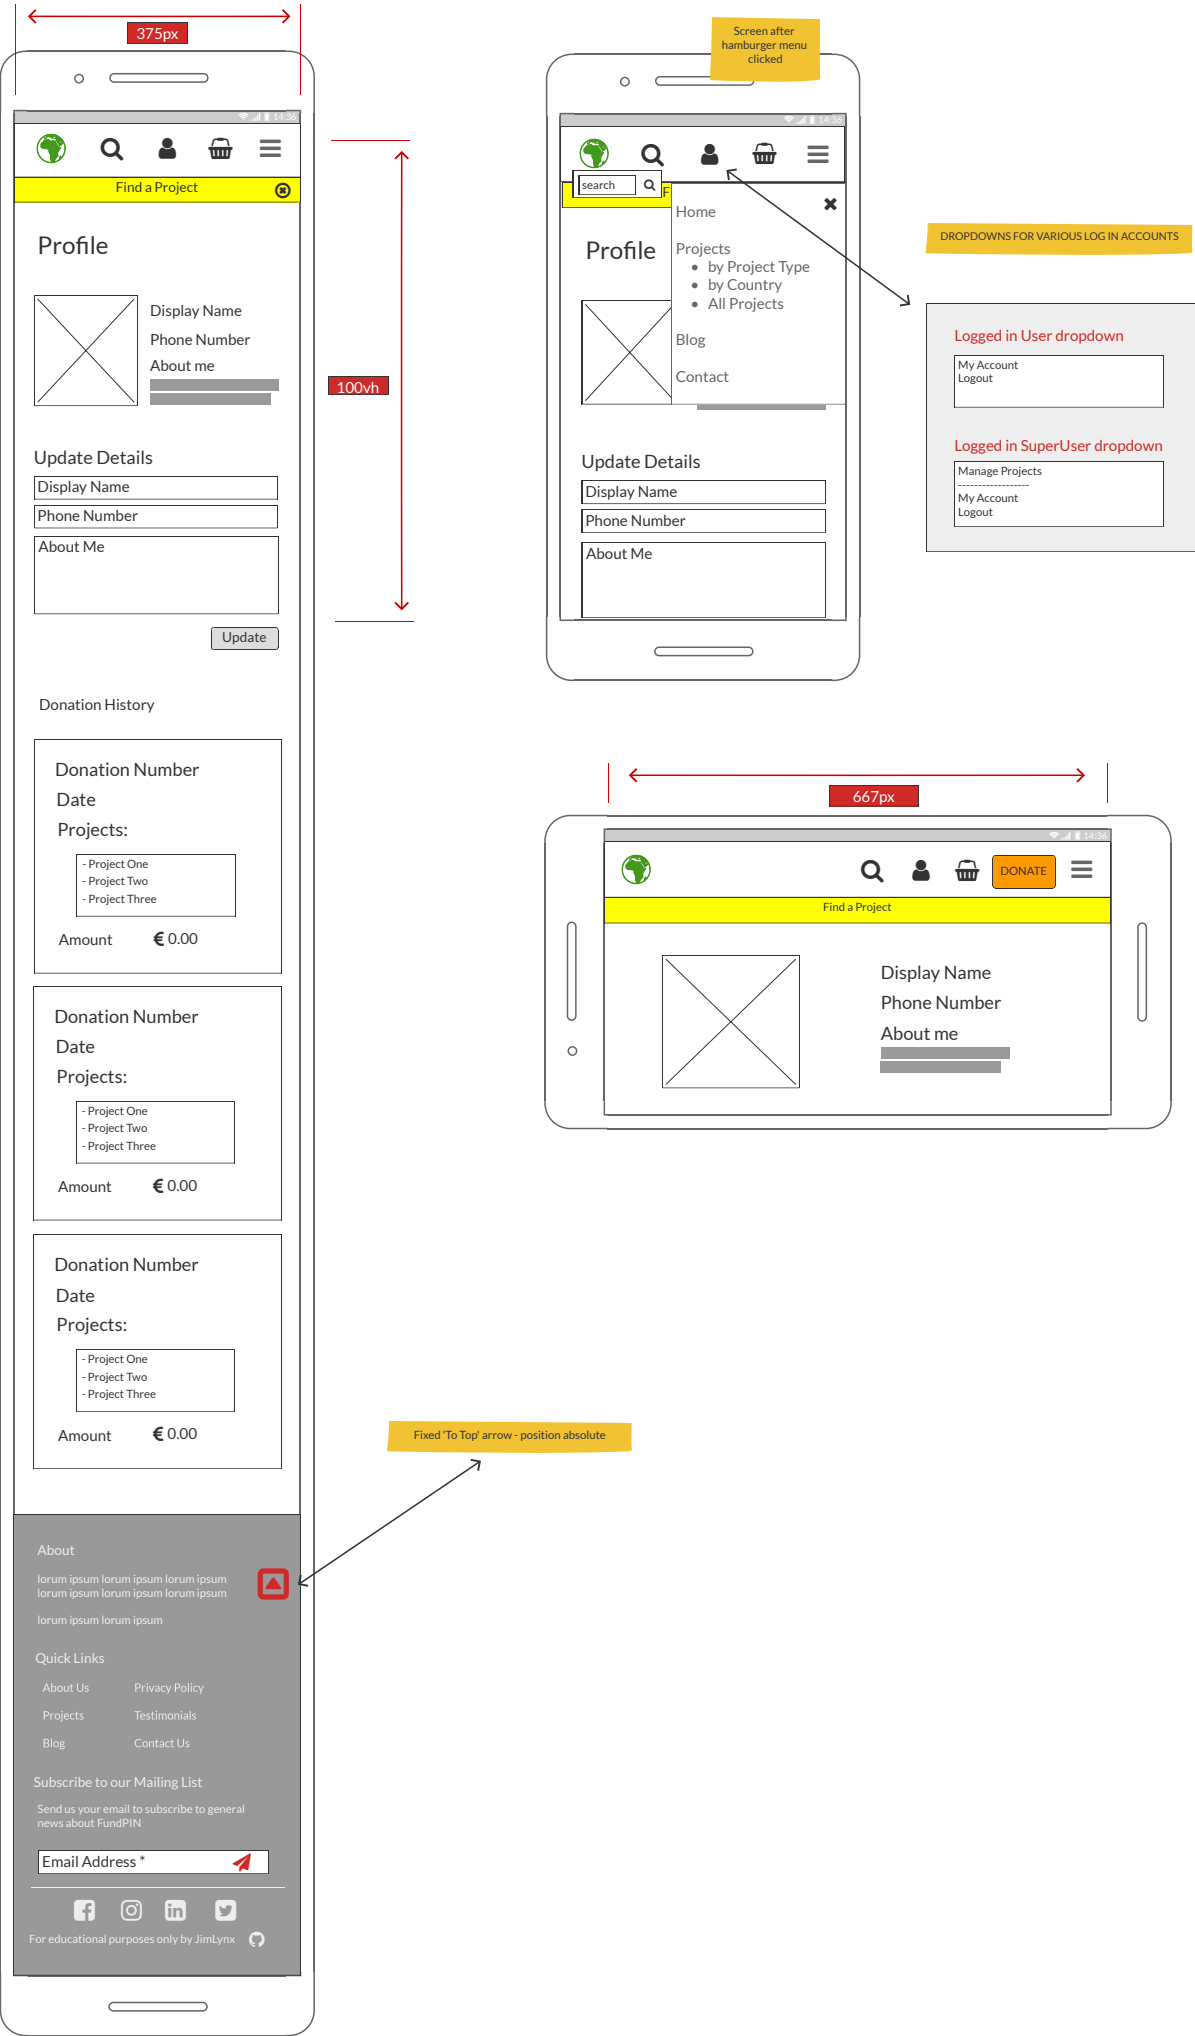 375px
14:36
Find a Project
Profile
Display Name
Phone Number
About me
100vh
Update Details
Display Name
Phone Number
About Me
Update
Donation History
Donation Number
Date
Projects:
- Project One
- Project Two
- Project Three
Amount
€ 0.00
Donation Number
Date
Projects:
- Project One
- Project Two
- Project Three
Amount
€ 0.00
Donation Number
Date
Projects:
- Project One
- Project Two
- Project Three
Amount
€ 0.00
About
lorum ipsum lorum ipsum lorum ipsum
lorum ipsum lorum ipsum lorum ipsum
lorum ipsum lorum ipsum
Quick Links
About Us
Privacy Policy
Projects
Testimonials
Blog
Contact Us
Subscribe to our Mailing List
Send us your email to subscribe to general
news about FundPIN
Email Address *
For educational purposes only by JimLynx
Fixed 'To Top' arrow - position absolute
Screen after
hamburger menu
clicked
14:36
search
F
Profile
Home
Projects
• by Project Type
• by Country
• All Projects
Blog
Contact
Update Details
Display Name
Phone Number
About Me
DROPDOWNS FOR VARIOUS LOG IN ACCOUNTS
Logged in User dropdown
My Account
Logout
Logged in SuperUser dropdown
Manage Projects
------------------
My Account
Logout
667px
14:36
DONATE
Find a Project
Display Name
Phone Number
About me